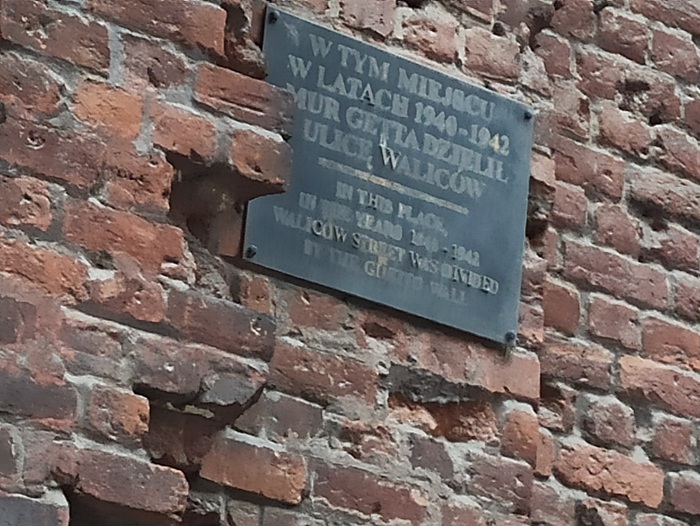 W TYM MIEJSCU
W LATACH 1940-1942
MUR GETTA DZIELIŁ
ULICĘ WALICÓW
IN THIS PLACE,
IN THE YEARS 1940-1942
WALICÓW STREET WAS DIVIDED
BY THE GHETTO WALL